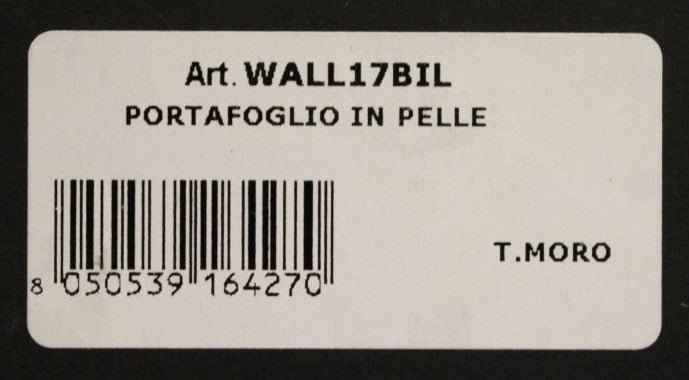 Art. WALL17BIL
PORTAFOGLIO IN PELLE
T.MORO
8 050539 164270